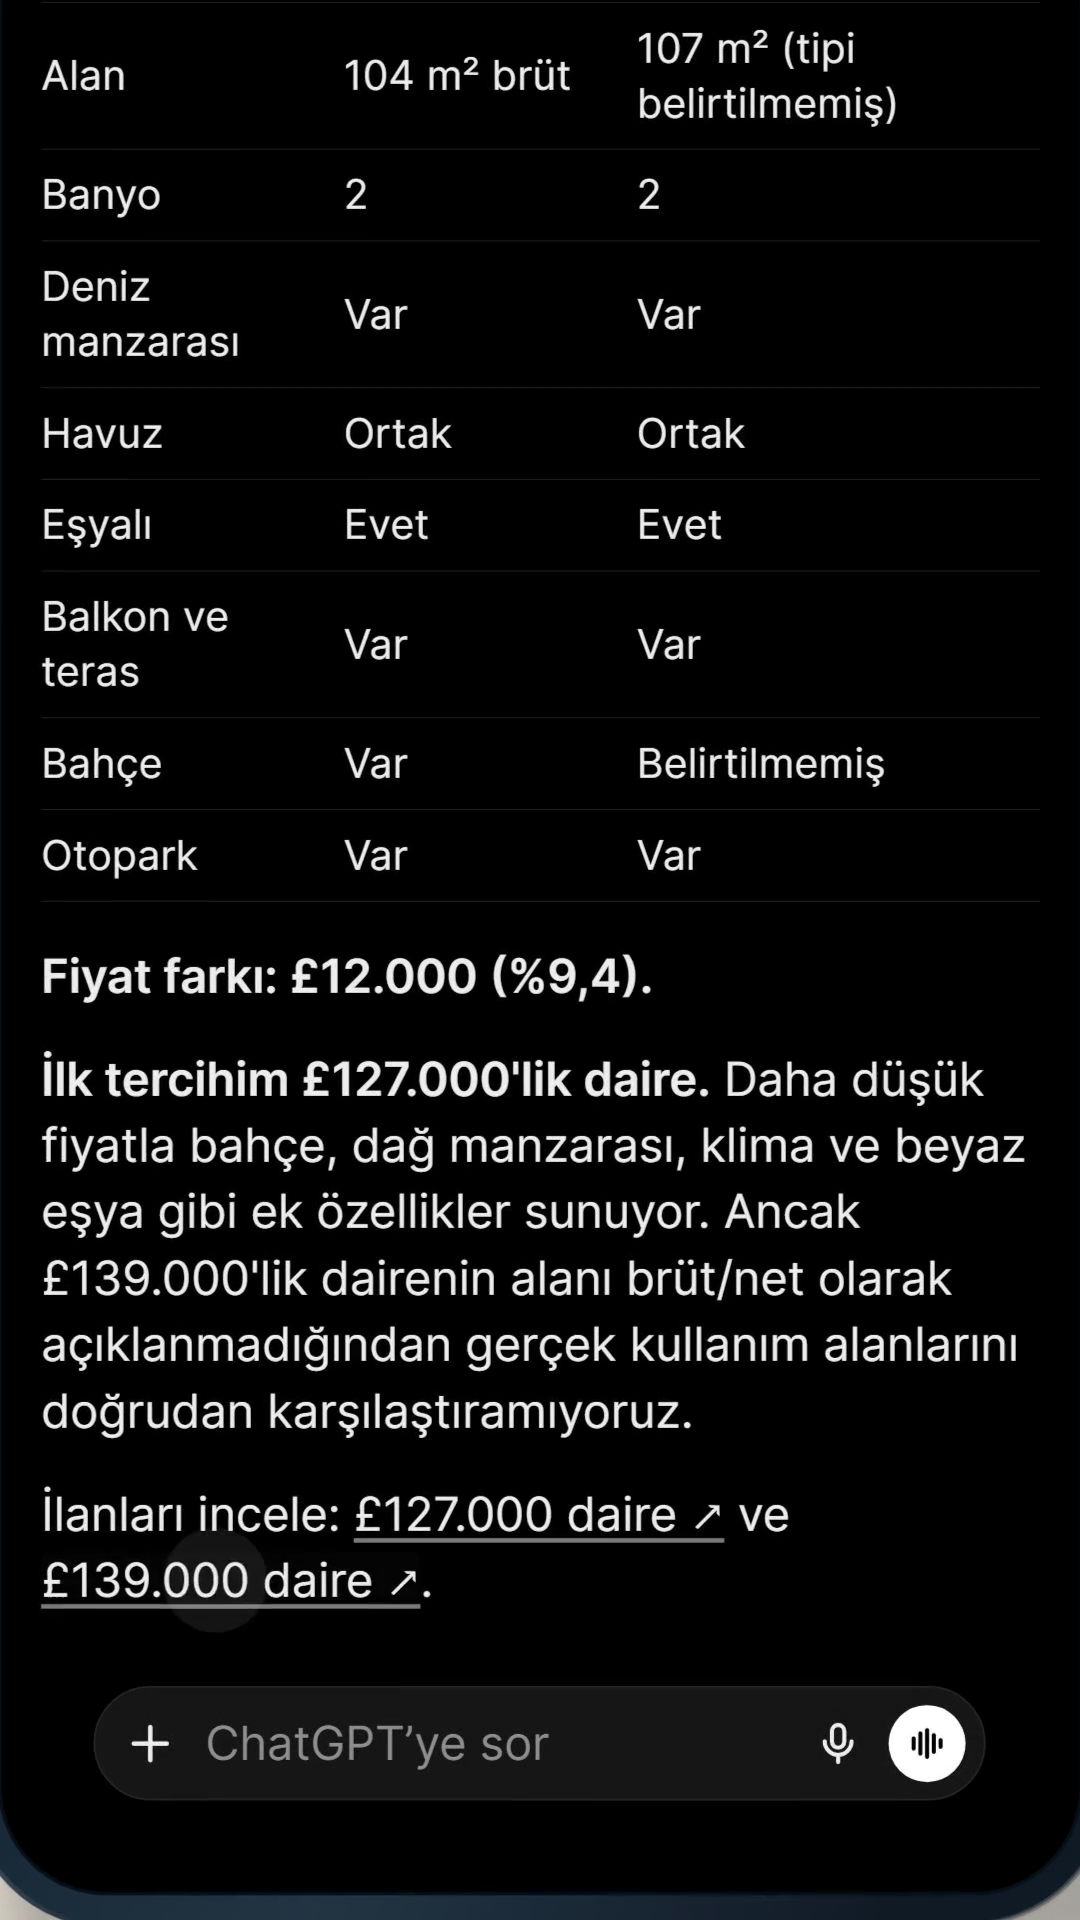 Alan 104 m² brüt 107 m² (tipi belirtilmemiş)
Banyo 2 2
Deniz manzarası Var Var
Havuz Ortak Ortak
Eşyalı Evet Evet
Balkon ve teras Var Var
Bahçe Var Belirtilmemiş
Otopark Var Var
Fiyat farkı: £12.000 (%9,4).
İlk tercihim £127.000'lik daire. Daha düşük
fiyatla bahçe, dağ manzarası, klima ve beyaz
eşya gibi ek özellikler sunuyor. Ancak
£139.000'lik dairenin alanı brüt/net olarak
açıklanmadığından gerçek kullanım alanlarını
doğrudan karşılaştıramıyoruz.
İlanları incele: £127.000 daire ↗ ve
£139.000 daire ↗.
ChatGPT’ye sor